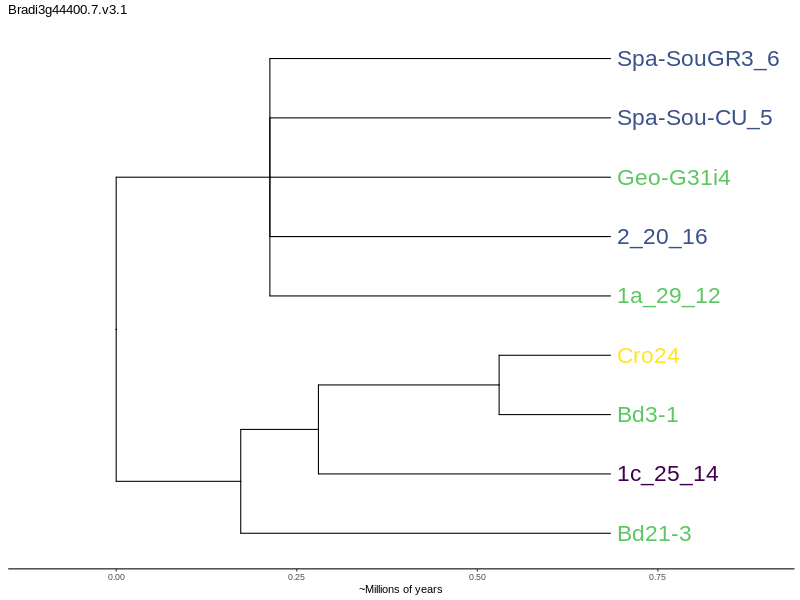 Bradi3g44400.7.v3.1
Spa-SouGR3_6
Spa-Sou-CU_5
Geo-G31i4
2_20_16
1a_29_12
Cro24
Bd3-1
1c_25_14
Bd21-3
0.00 0.25 0.50 0.75
~Millions of years